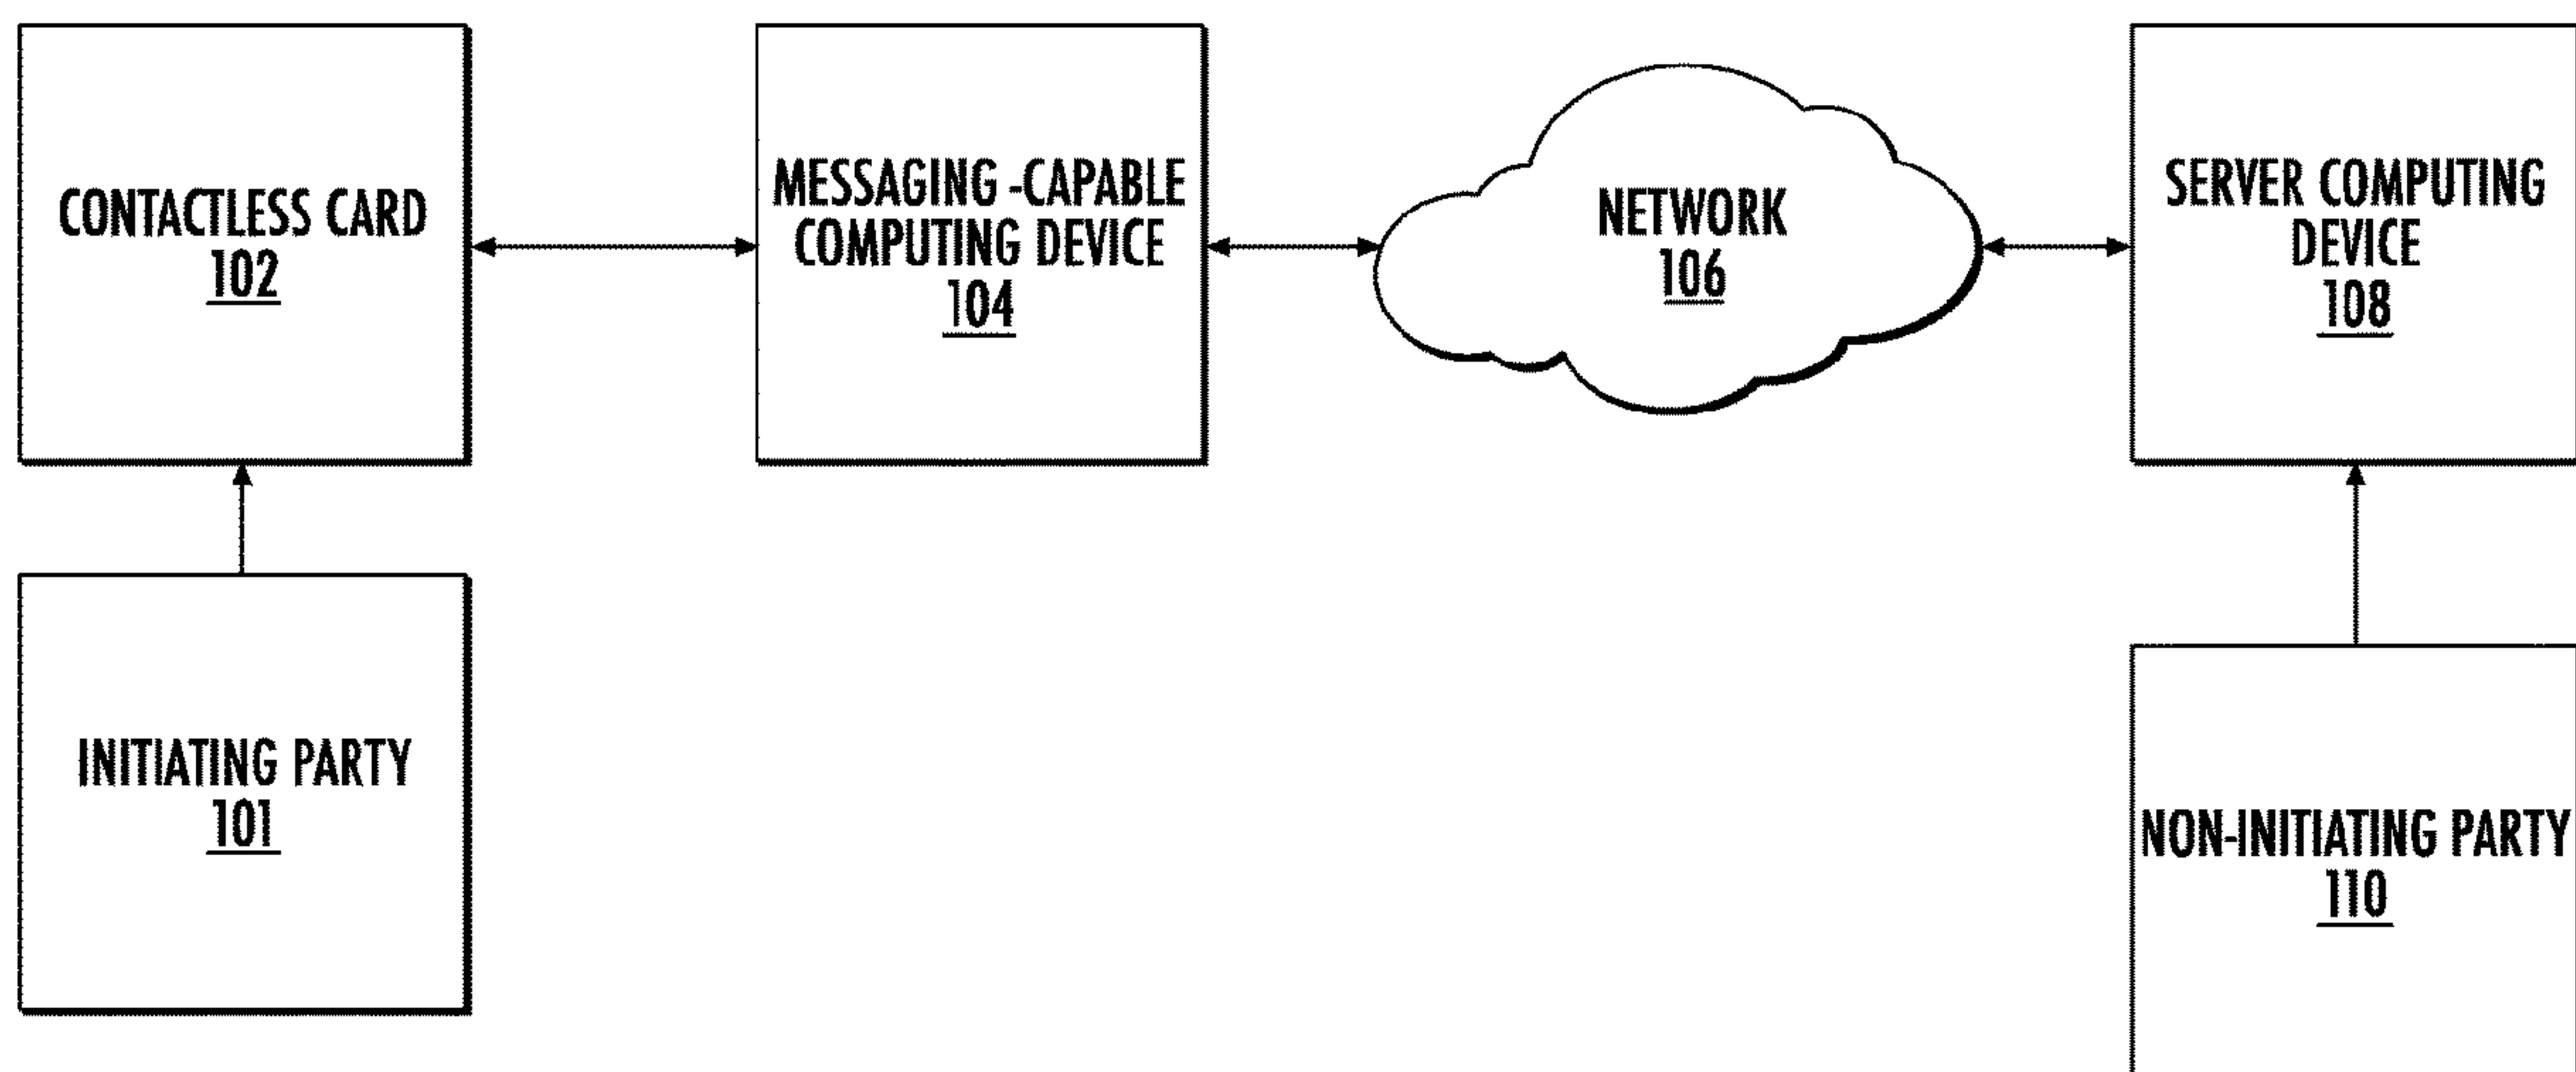 CONTACTLESS CARD
102
MESSAGING -CAPABLE
COMPUTING DEVICE
104
NETWORK
106
SERVER COMPUTING
DEVICE
108
INITIATING PARTY
101
NON-INITIATING PARTY
110